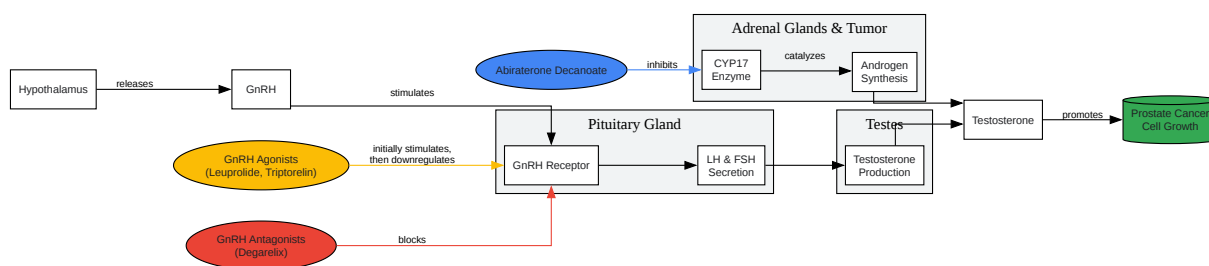 Adrenal Glands & Tumor
Abiraterone Decanoate
inhibits
CYP17
Enzyme
catalyzes
Androgen
Synthesis
Hypothalamus
releases
GnRH
stimulates
Pituitary Gland
Testes
Testosterone
promotes
Prostate Cancer
Cell Growth
GnRH Agonists
(Leuprolide, Triptorelin)
initially stimulates,
then downregulates
GnRH Receptor
LH & FSH
Secretion
Testosterone
Production
GnRH Antagonists
(Degarelix)
blocks